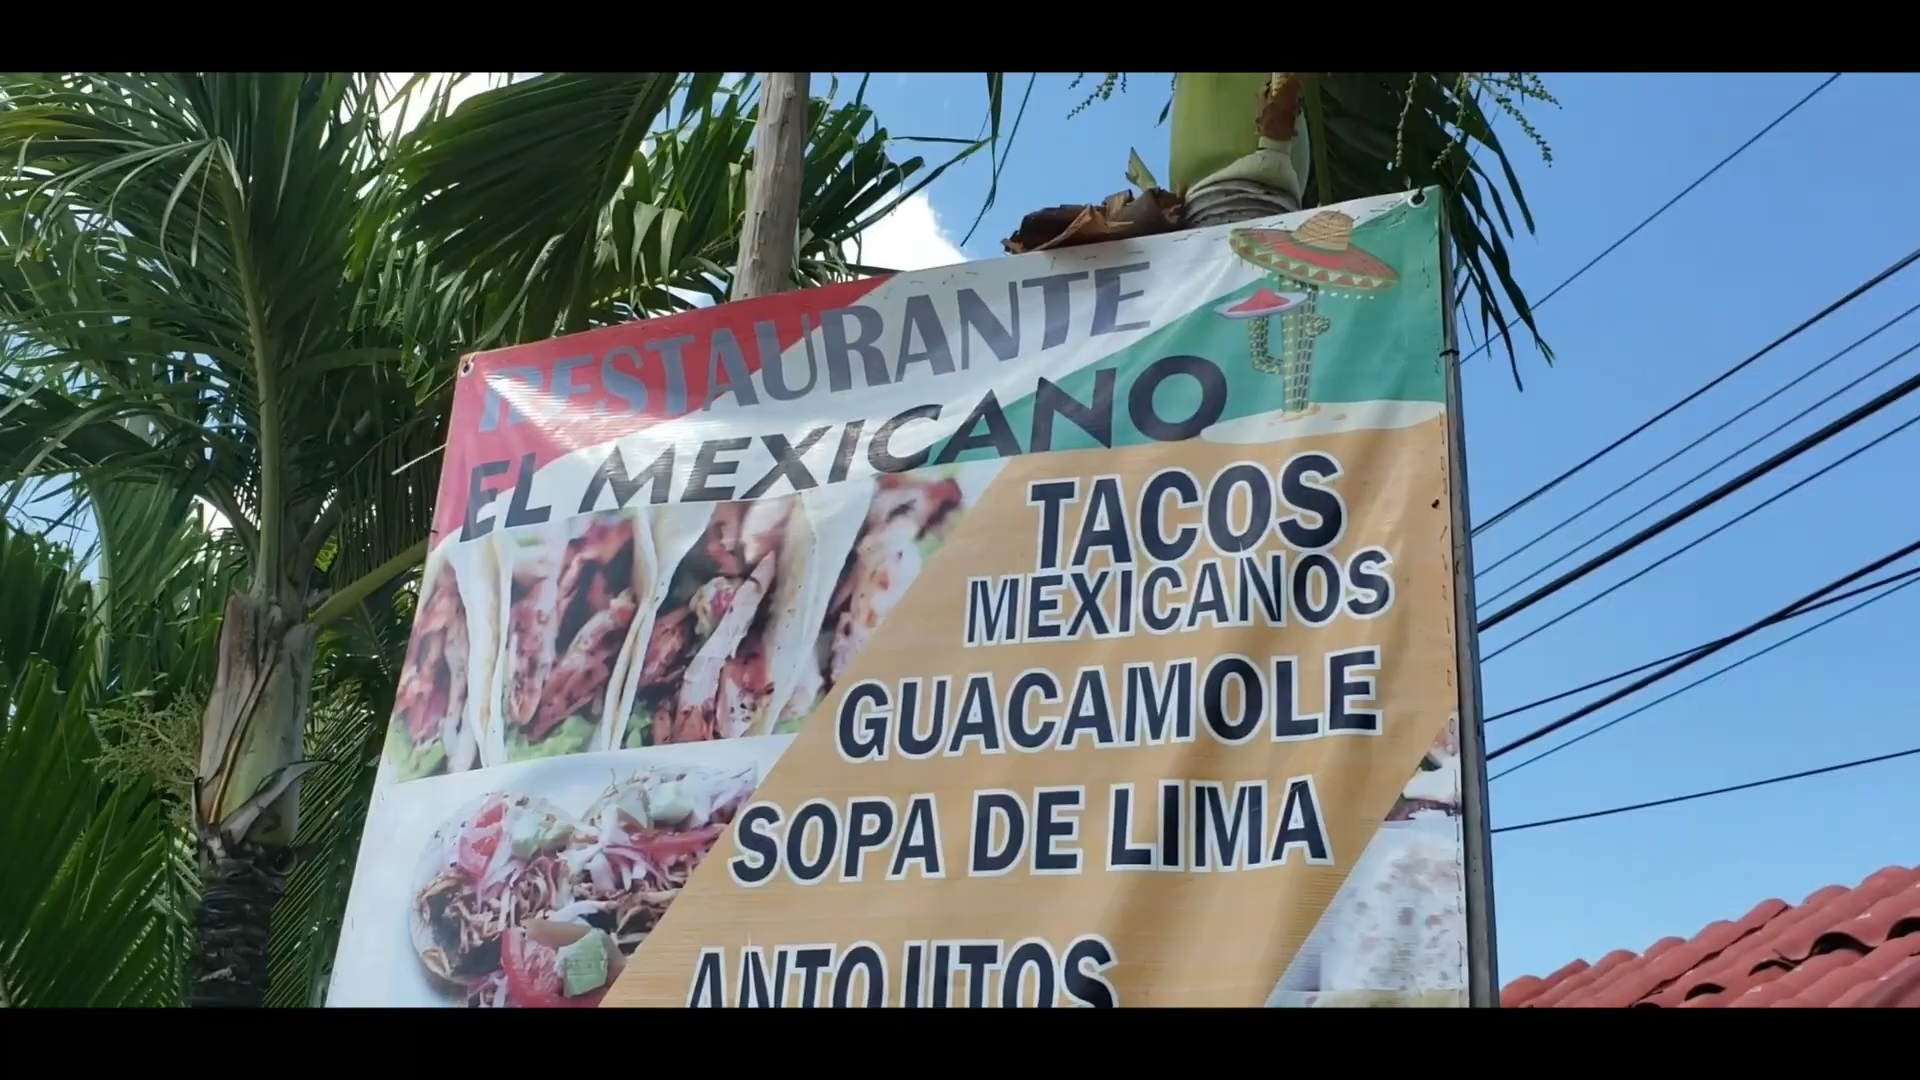 RESTAURANTE
EL MEXICANO
TACOS
MEXICANOS
GUACAMOLE
SOPA DE LIMA
ANTOJITOS